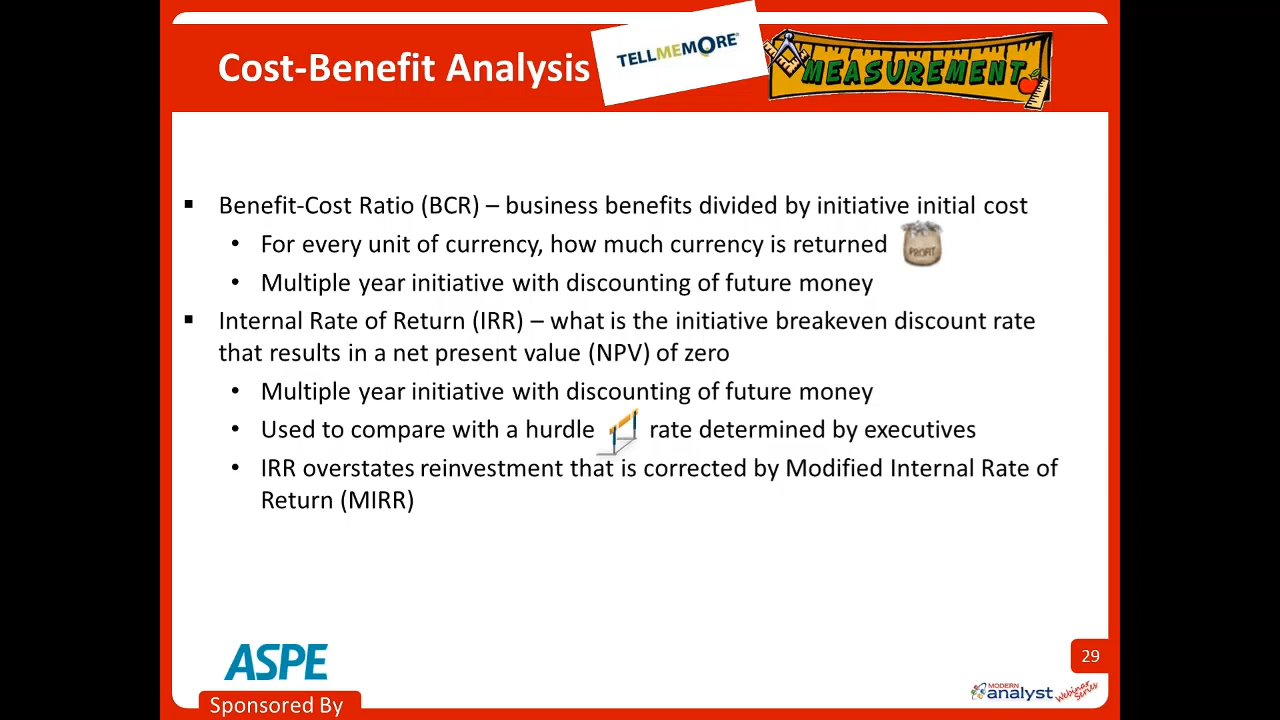 Cost-Benefit Analysis
TELLMEMORE®
MEASUREMENT
▪ Benefit-Cost Ratio (BCR) – business benefits divided by initiative initial cost
• For every unit of currency, how much currency is returned
PROFIT
• Multiple year initiative with discounting of future money
▪ Internal Rate of Return (IRR) – what is the initiative breakeven discount rate
that results in a net present value (NPV) of zero
• Multiple year initiative with discounting of future money
• Used to compare with a hurdle rate determined by executives
• IRR overstates reinvestment that is corrected by Modified Internal Rate of
Return (MIRR)
ASPE
Sponsored By
29
MODERN
analyst
Webinar
Series